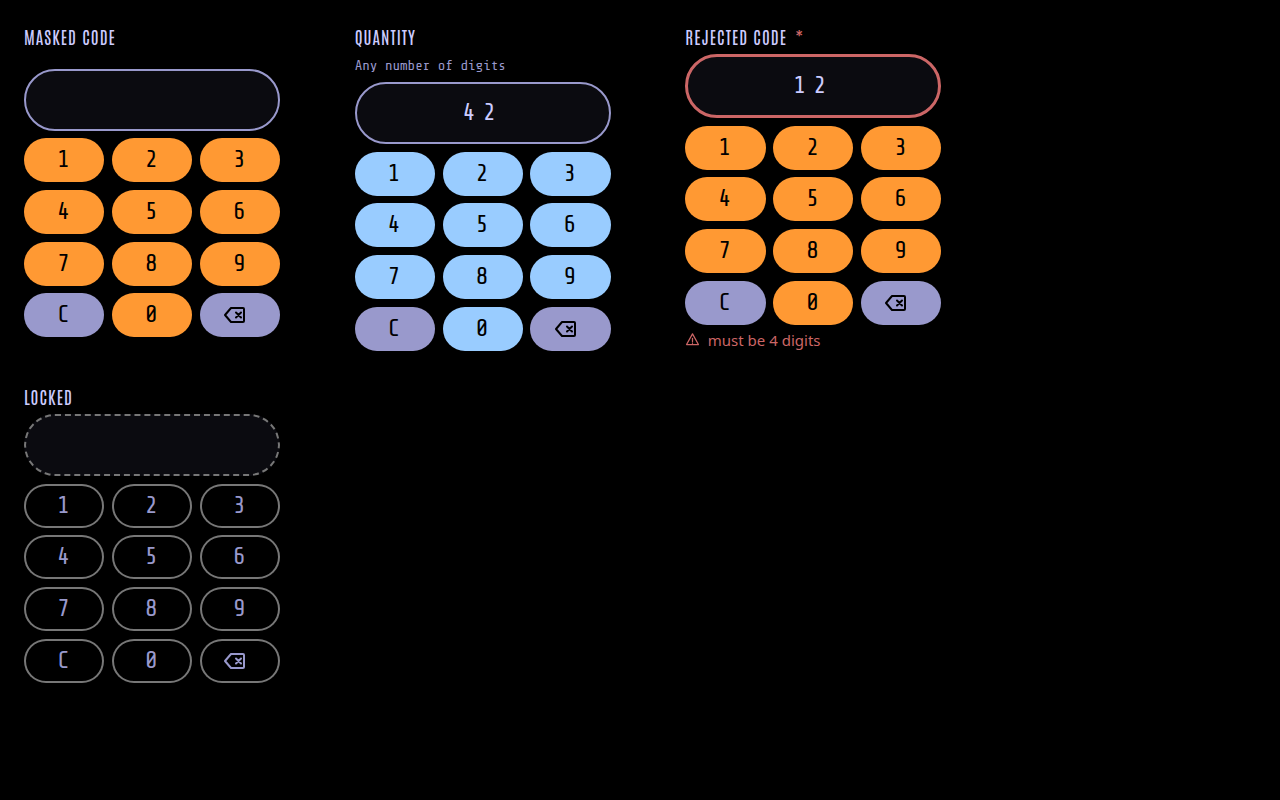 MASKED CODE
1 2 3
4 5 6
7 8 9
C 0
QUANTITY
Any number of digits
4 2
1 2 3
4 5 6
7 8 9
C 0
REJECTED CODE *
1 2
1 2 3
4 5 6
7 8 9
C 0
must be 4 digits
LOCKED
1 2 3
4 5 6
7 8 9
C 0